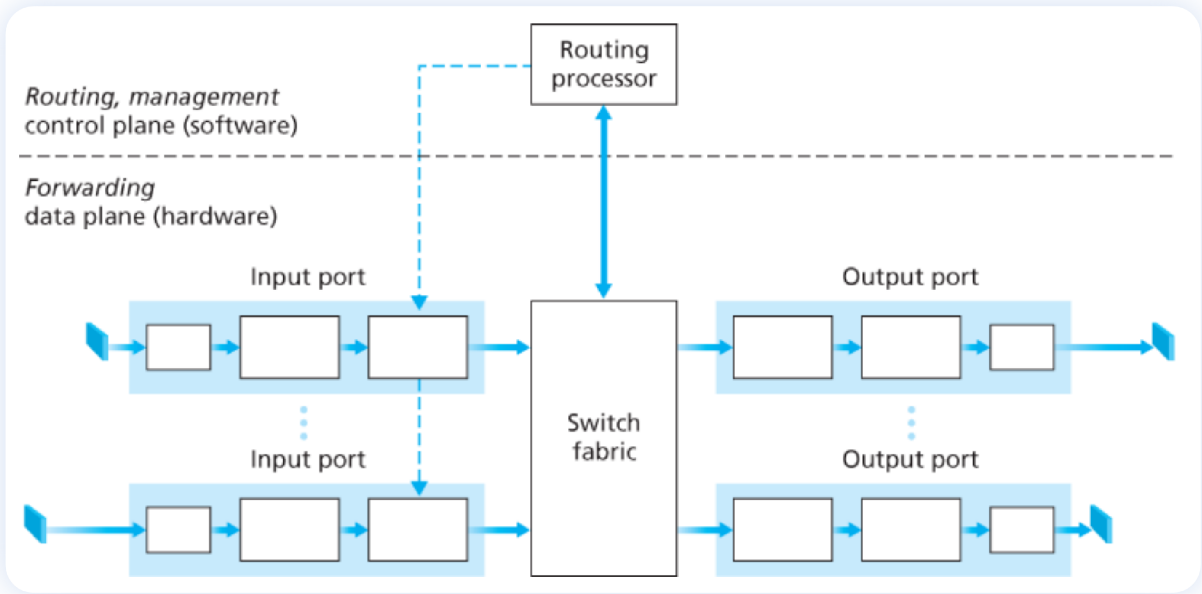 Routing
processor
Routing, management
control plane (software)
Forwarding
data plane (hardware)
Input port
Output port
Switch
fabric
Input port
Output port